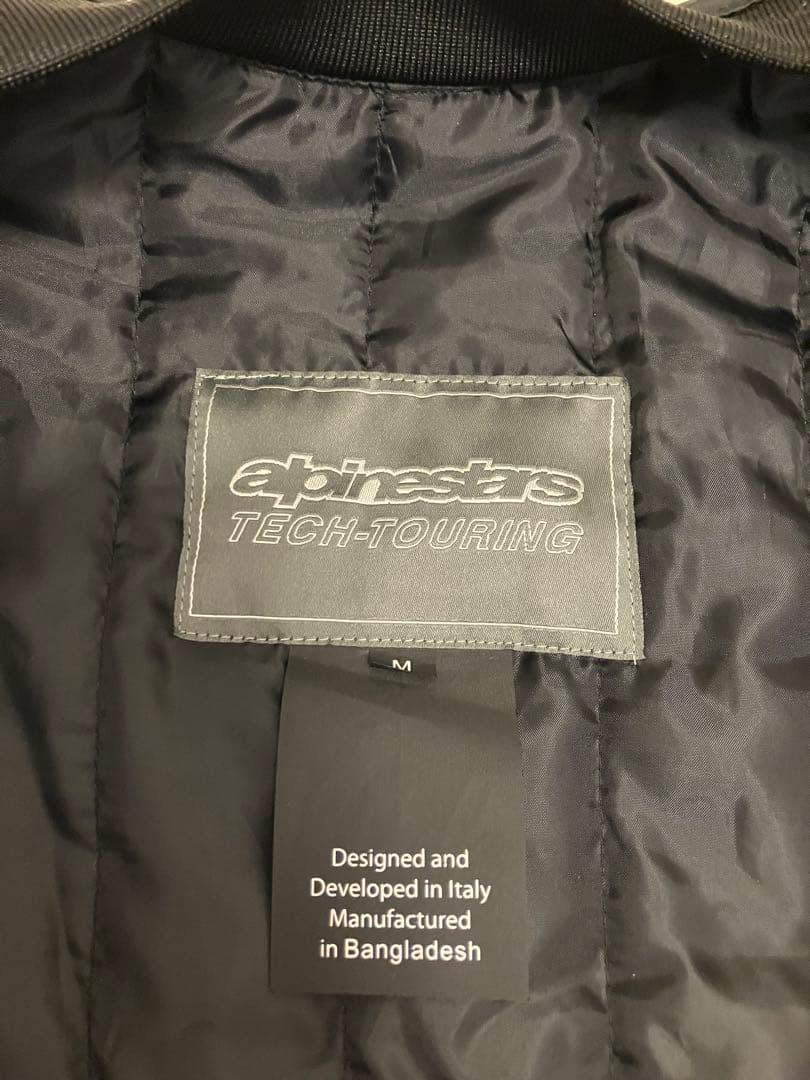 alpinestars
TECH-TOURING
M
Designed and
Developed in Italy
Manufactured
in Bangladesh